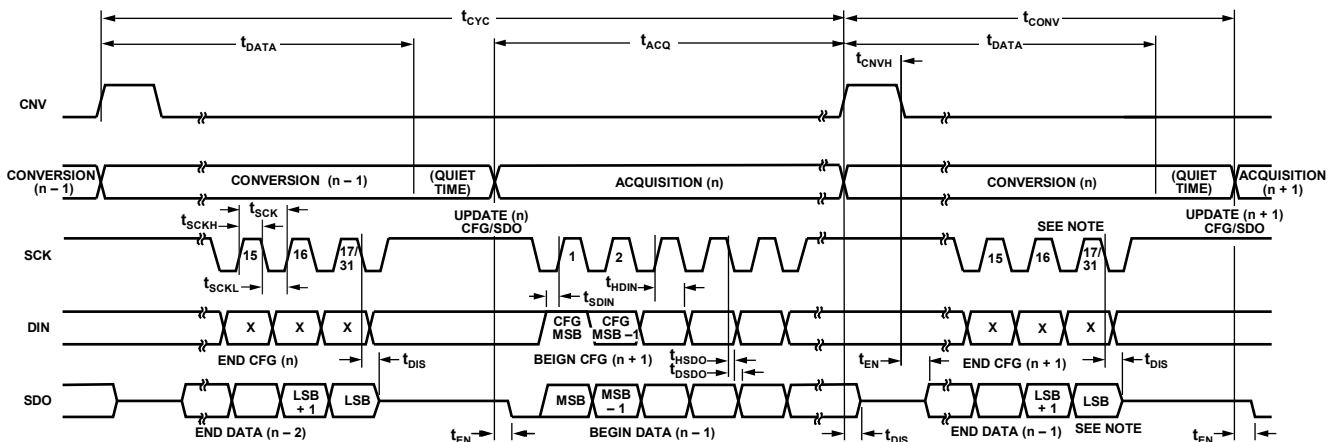 tCYC
tCONV
tDATA
tACQ
tDATA
tCNVH
CNV
CONVERSION (n – 1)
CONVERSION (n – 1)
(QUIET TIME)
ACQUISITION (n)
CONVERSION (n)
(QUIET TIME)
ACQUISITION (n + 1)
tSCK
UPDATE (n) CFG/SDO
SEE NOTE
UPDATE (n + 1) CFG/SDO
tSCKH
SCK
15
16
17/31
1
2
15
16
17/31
tSCKL
tHDIN
tSDIN
DIN
X
X
X
CFG MSB
CFG MSB –1
X
X
X
END CFG (n)
tDIS
BEIGN CFG (n + 1)
tHSDO
tDSDO
tEN
END CFG (n + 1)
tDIS
SDO
LSB + 1
LSB
MSB
MSB – 1
LSB + 1
LSB
END DATA (n – 2)
tEN
BEGIN DATA (n – 1)
tDIS
END DATA (n – 1)
SEE NOTE
tEN